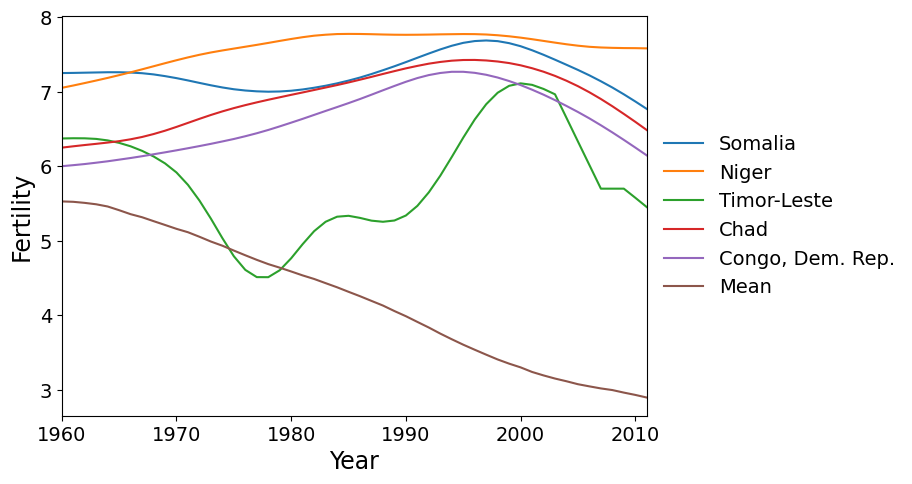 8
7
6
5
4
3
Fertility
1960
1970
1980
1990
2000
2010
Year
Somalia
Niger
Timor-Leste
Chad
Congo, Dem. Rep.
Mean